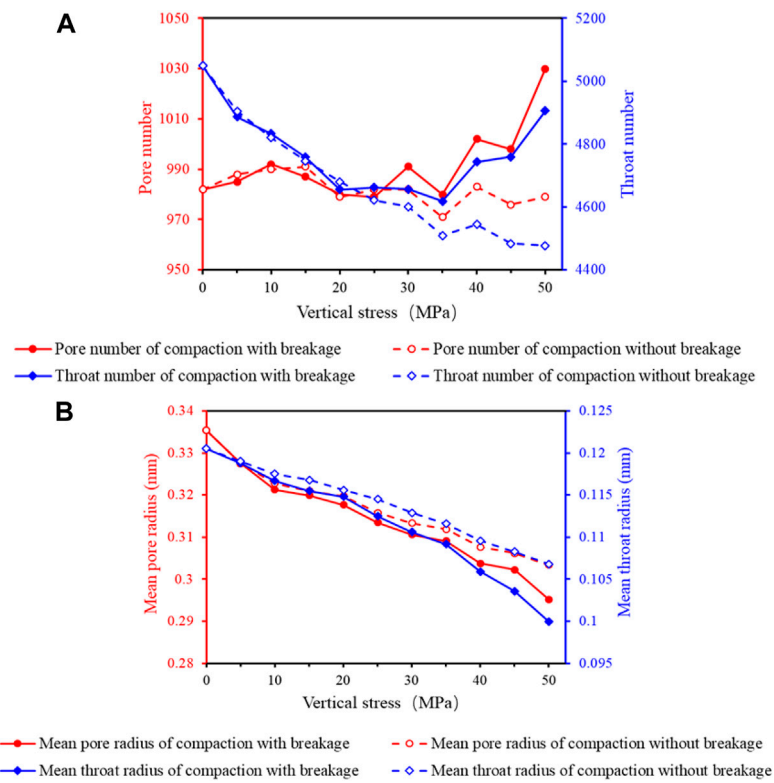 A
1050
1030
1010
990
970
950
Pore number
5200
5000
4800
4600
4400
Throat number
0 10 20 30 40 50
Vertical stress（MPa）
Pore number of compaction with breakage
Pore number of compaction without breakage
Throat number of compaction with breakage
Throat number of compaction without breakage
B
0.34
0.33
0.32
0.31
0.3
0.29
0.28
Mean pore radius (mm)
0.125
0.12
0.115
0.11
0.105
0.1
0.095
Mean throat radius (mm)
0 10 20 30 40 50
Vertical stress（MPa）
Mean pore radius of compaction with breakage
Mean pore radius of compaction without breakage
Mean throat radius of compaction with breakage
Mean throat radius of compaction without breakage